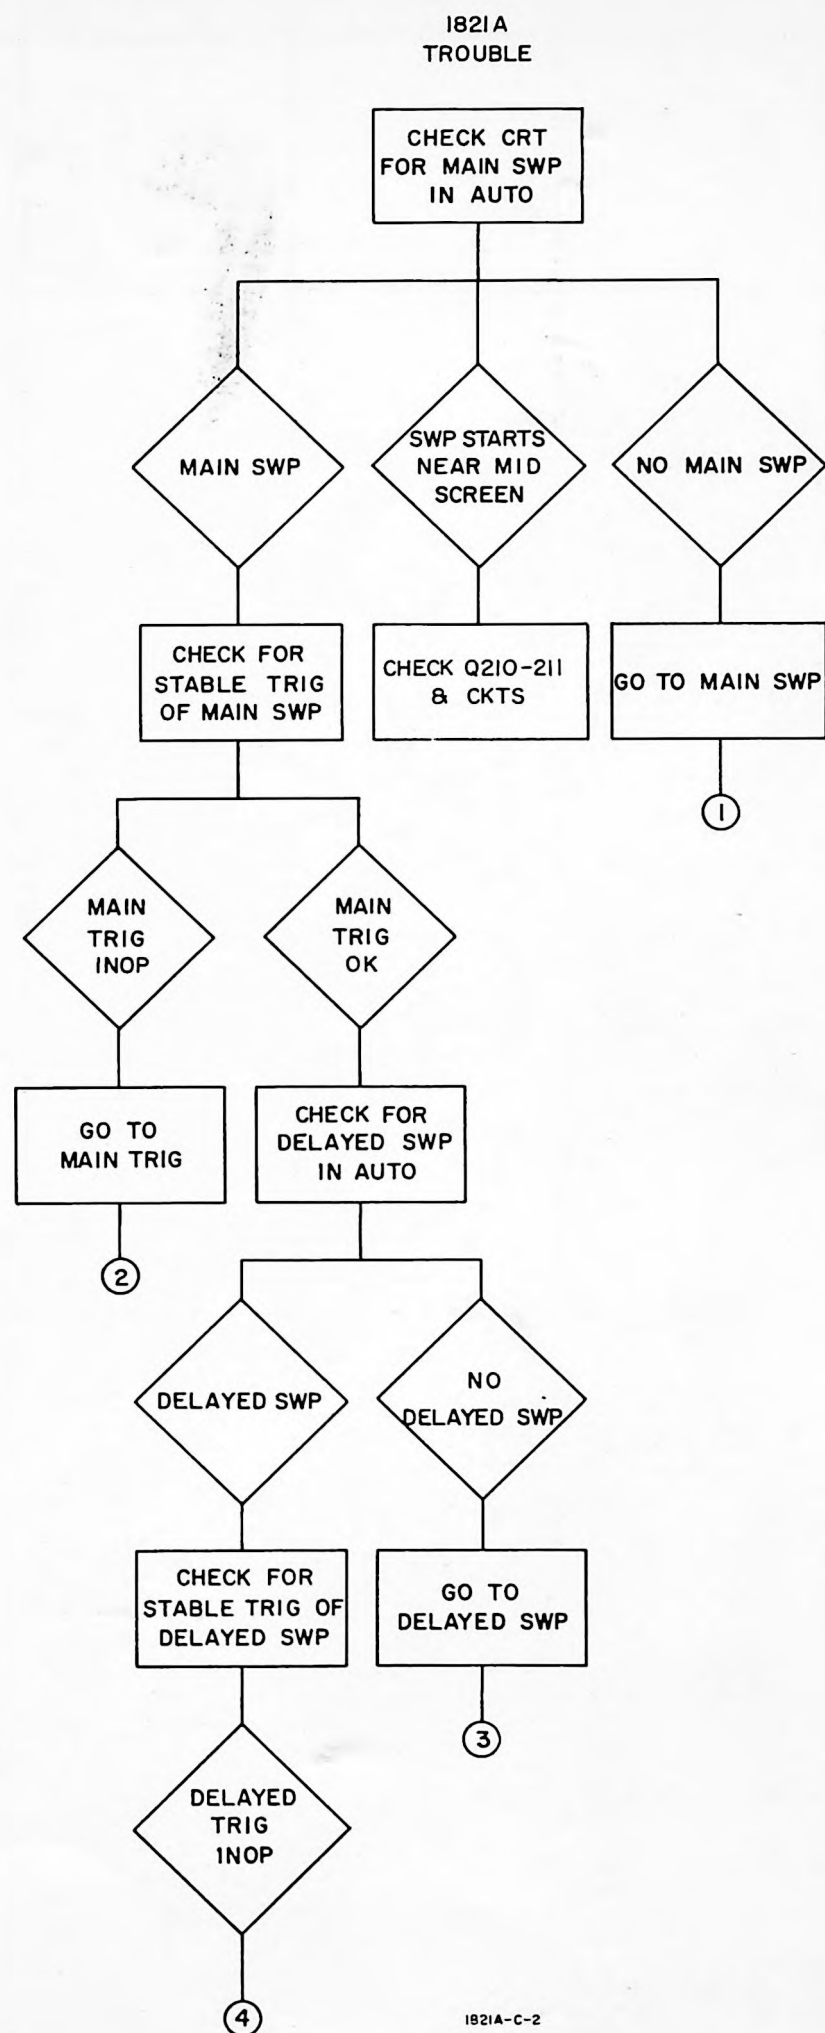 1821A
TROUBLE
CHECK CRT
FOR MAIN SWP
IN AUTO
MAIN SWP
SWP STARTS
NEAR MID
SCREEN
NO MAIN SWP
CHECK FOR
STABLE TRIG
OF MAIN SWP
CHECK Q210-211
& CKTS
GO TO MAIN SWP
1
MAIN
TRIG
INOP
MAIN
TRIG
OK
GO TO
MAIN TRIG
CHECK FOR
DELAYED SWP
IN AUTO
2
DELAYED SWP
NO
DELAYED SWP
CHECK FOR
STABLE TRIG OF
DELAYED SWP
GO TO
DELAYED SWP
3
DELAYED
TRIG
INOP
4
1821A-C-2